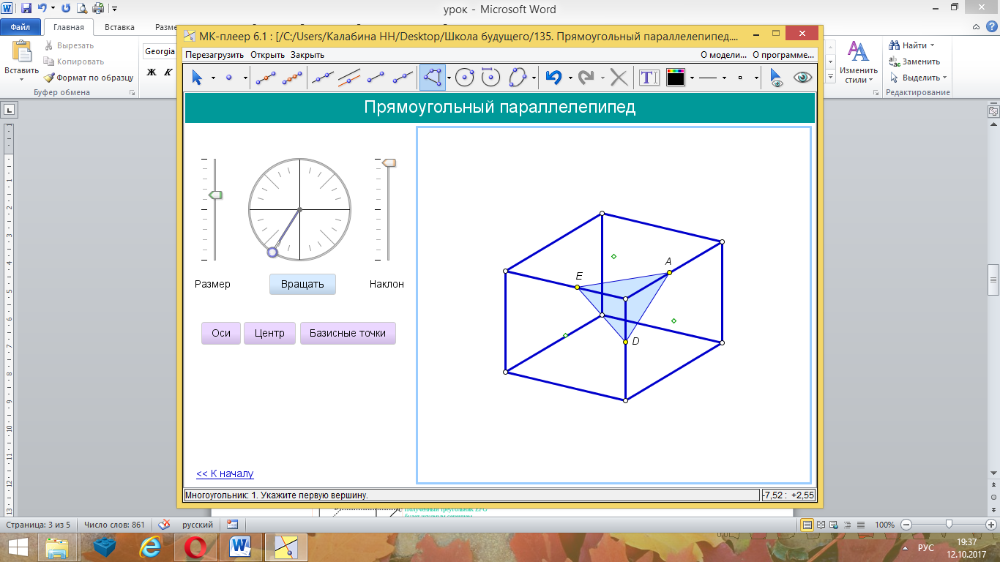 урок - Microsoft Word
Файл
Главная
Вставка
Разме
Вырезать
Копировать
Формат по образцу
Вставить
Буфер обмена
Georgia
Ж К
Изменить
стили
Найти
Заменить
Выделить
Редактирование
МК-плеер 6.1 : [/C:/Users/Калабина НН/Desktop/Школа будущего/135. Прямоугольный параллелепипед....
Перезагрузить Открыть Закрыть
О модели... О программе...
Прямоугольный параллелепипед
Размер
Вращать
Наклон
Оси
Центр
Базисные точки
E
A
D
<< К началу
Многоугольник: 1. Укажите первую вершину.
-7,52 : +2,55
Полученный треугольник EFG
будет искомым сечением
Страница: 3 из 5
Число слов: 861
русский
100%
РУС
19:37
12.10.2017